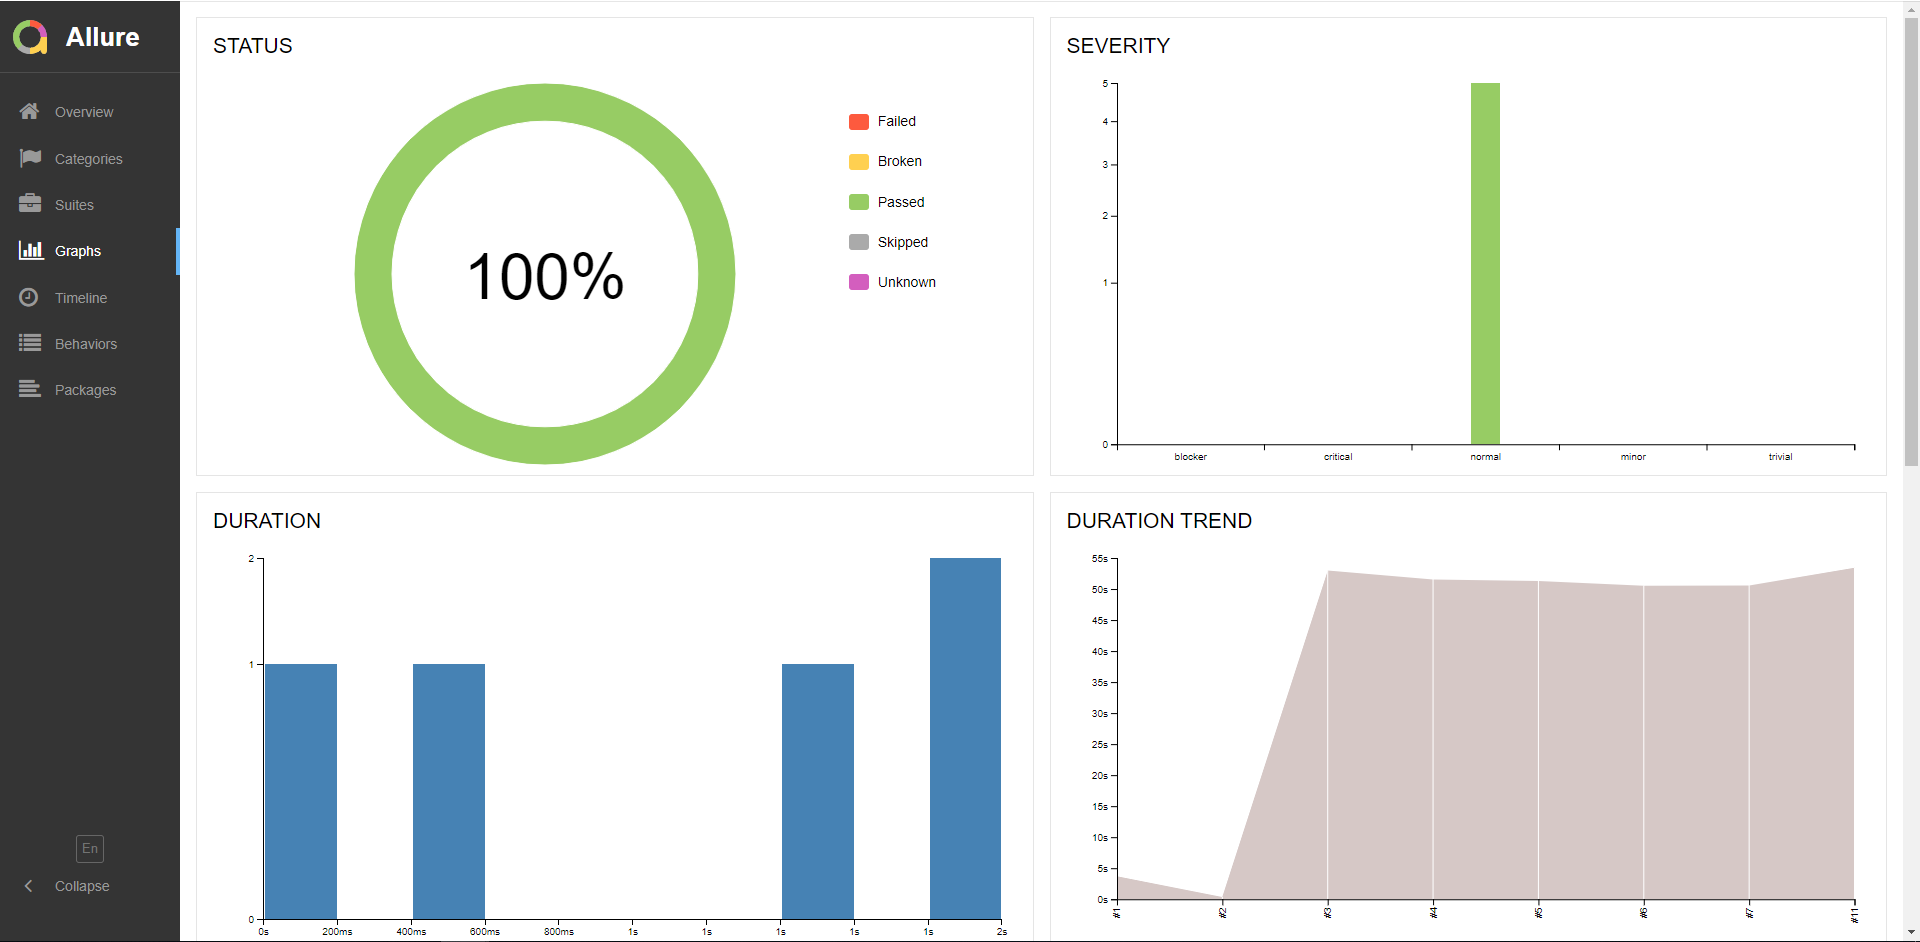 Allure
Overview
Categories
Suites
Graphs
Timeline
Behaviors
Packages
En
Collapse
STATUS
100%
Failed
Broken
Passed
Skipped
Unknown
SEVERITY
5
4
3
2
1
0
blocker critical normal minor trivial
DURATION
2
1
0
0s 200ms 400ms 600ms 800ms 1s 1s 1s 1s 1s 2s
DURATION TREND
55s
50s
45s
40s
35s
30s
25s
20s
15s
10s
5s
0s
#1 #2 #3 #4 #5 #6 #7 #11